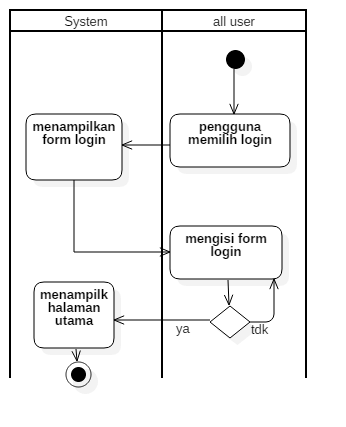 System
all user
pengguna
memilih login
menampilkan
form login
mengisi form
login
menampilk
halaman
utama
ya
tdk